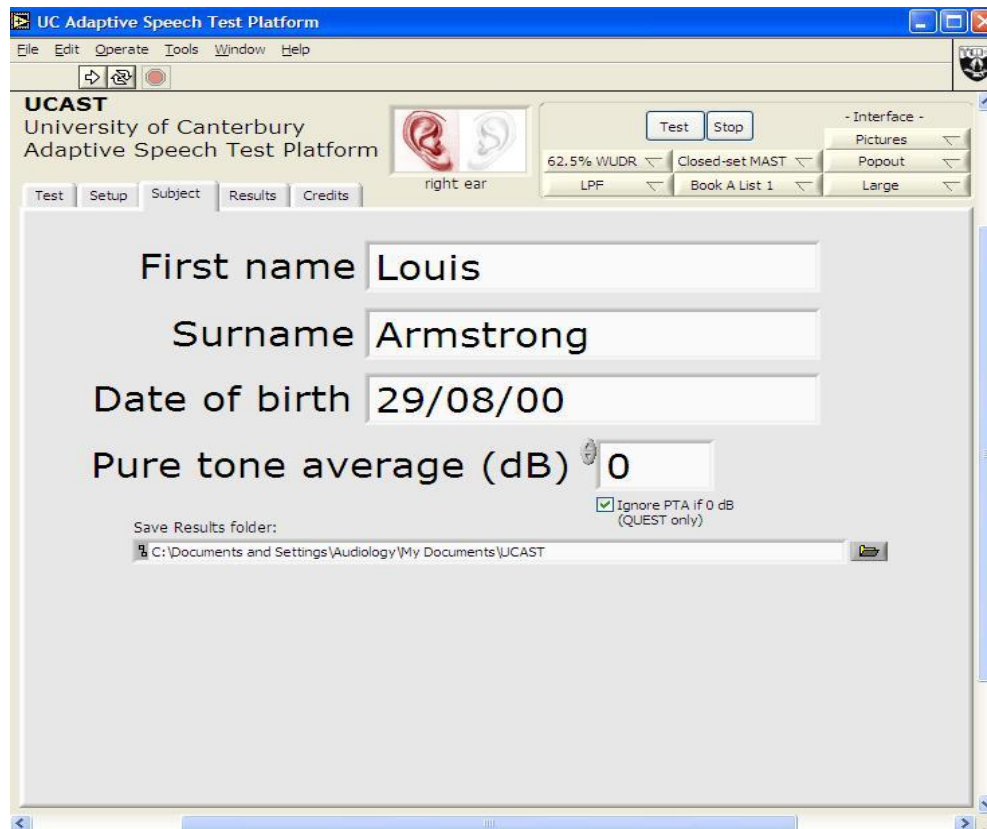 UC Adaptive Speech Test Platform
File Edit Operate Tools Window Help
UCAST
University of Canterbury
Adaptive Speech Test Platform
right ear
Test Stop
- Interface -
Pictures
62.5% WUDR Closed-set MAST Popout
LPF Book A List 1 Large
Test Setup Subject Results Credits
First name Louis
Surname Armstrong
Date of birth 29/08/00
Pure tone average (dB) 0
Ignore PTA if 0 dB
(QUEST only)
Save Results folder:
C:\Documents and Settings\Audiology\My Documents\UCAST